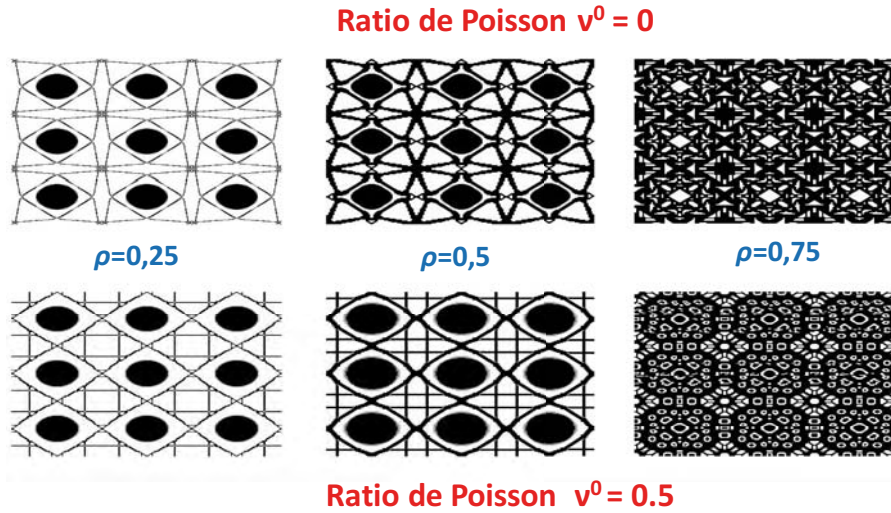 Ratio de Poisson ν⁰ = 0
ρ=0,25 ρ=0,5 ρ=0,75
Ratio de Poisson ν⁰ = 0.5